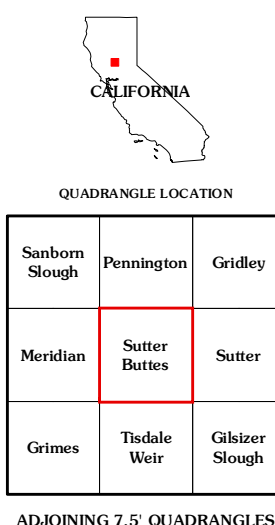 CALIFORNIA
QUADRANGLE LOCATION
Sanborn
Slough
Pennington
Gridley
Meridian
Sutter
Buttes
Sutter
Grimes
Tisdale
Weir
Gilsizer
Slough
ADJOINING 7.5' QUADRANGLES